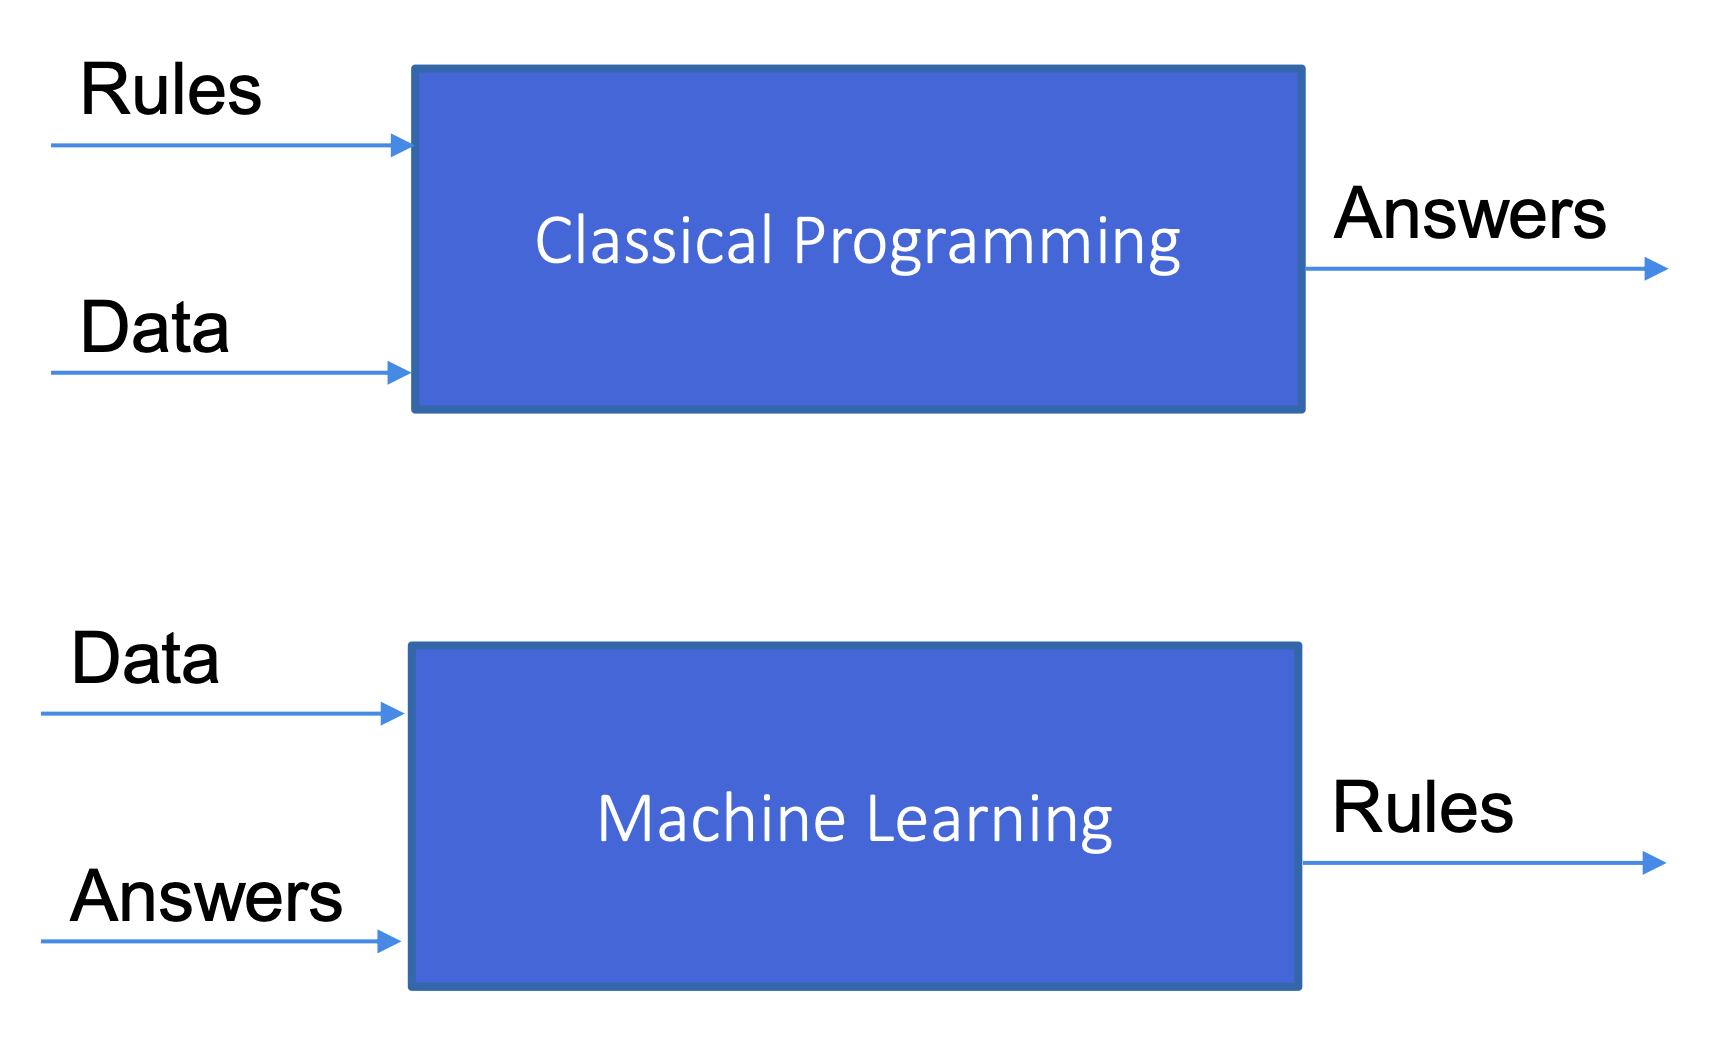 Rules
Data
Classical Programming
Answers
Data
Answers
Machine Learning
Rules